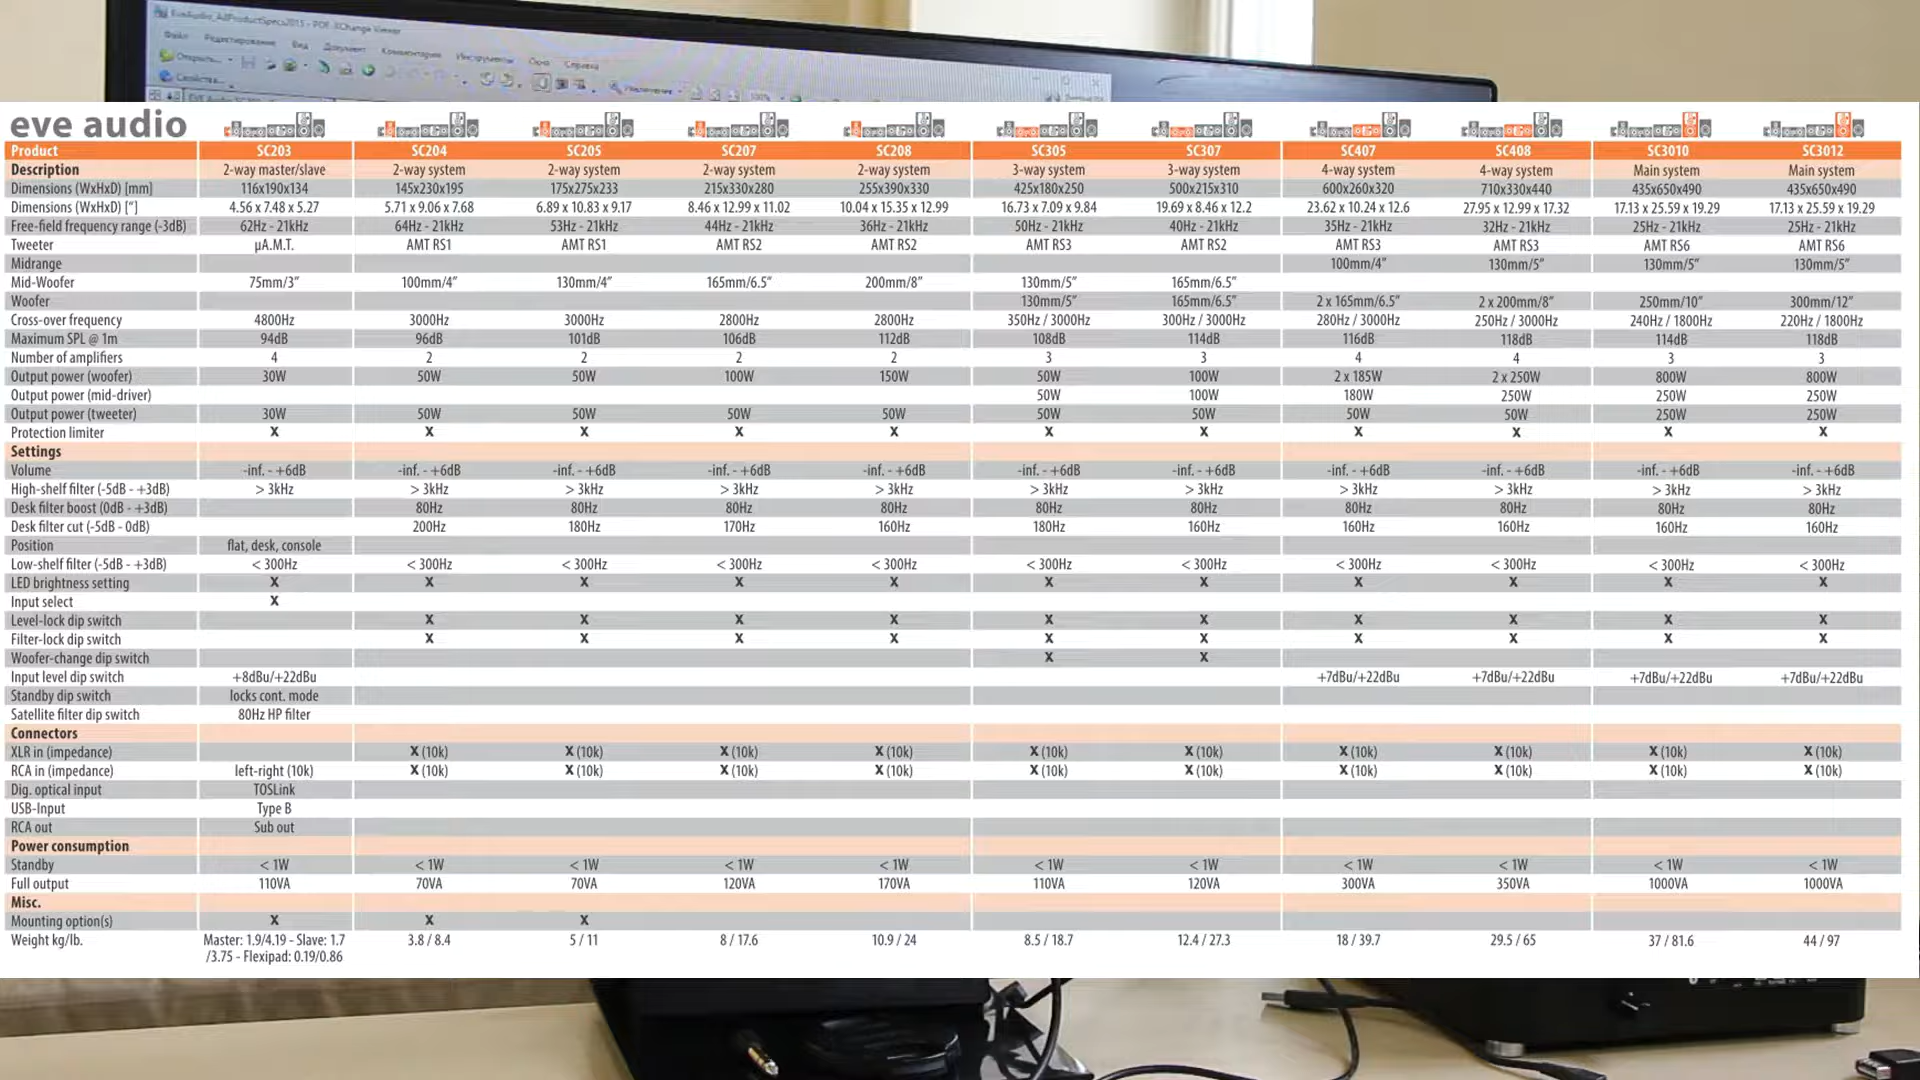 EveAudio_AllProductSpecs2015 - PDF-XChange Viewer
Файл Редактирование Вид Документ Комментарии Инструменты Окно Справка
Открыть...
eve audio
Product SC203 SC204 SC205 SC207 SC208 SC305 SC307 SC407 SC408 SC3010 SC3012
Description 2-way master/slave 2-way system 2-way system 2-way system 2-way system 3-way system 3-way system 4-way system 4-way system Main system Main system
Dimensions (WxHxD) [mm] 116x190x134 145x230x195 175x275x233 215x330x280 255x390x330 425x180x250 500x215x310 600x260x320 710x330x440 435x650x490 435x650x490
Dimensions (WxHxD) ["] 4.56 x 7.48 x 5.27 5.71 x 9.06 x 7.68 6.89 x 10.83 x 9.17 8.46 x 12.99 x 11.02 10.04 x 15.35 x 12.99 16.73 x 7.09 x 9.84 19.69 x 8.46 x 12.2 23.62 x 10.24 x 12.6 27.95 x 12.99 x 17.32 17.13 x 25.59 x 19.29 17.13 x 25.59 x 19.29
Free-field frequency range (-3dB) 62Hz - 21kHz 64Hz - 21kHz 53Hz - 21kHz 44Hz - 21kHz 36Hz - 21kHz 50Hz - 21kHz 40Hz - 21kHz 35Hz - 21kHz 32Hz - 21kHz 25Hz - 21kHz 25Hz - 21kHz
Tweeter µA.M.T. AMT RS1 AMT RS1 AMT RS2 AMT RS2 AMT RS3 AMT RS2 AMT RS3 AMT RS3 AMT RS6 AMT RS6
Midrange 100mm/4" 130mm/5" 130mm/5" 130mm/5"
Mid-Woofer 75mm/3" 100mm/4" 130mm/4" 165mm/6.5" 200mm/8" 130mm/5" 165mm/6.5"
Woofer 130mm/5" 165mm/6.5" 2 x 165mm/6.5" 2 x 200mm/8" 250mm/10" 300mm/12"
Cross-over frequency 4800Hz 3000Hz 3000Hz 2800Hz 2800Hz 350Hz / 3000Hz 300Hz / 3000Hz 280Hz / 3000Hz 250Hz / 3000Hz 240Hz / 1800Hz 220Hz / 1800Hz
Maximum SPL @ 1m 94dB 96dB 101dB 106dB 112dB 108dB 114dB 116dB 118dB 114dB 118dB
Number of amplifiers 4 2 2 2 2 3 3 4 4 3 3
Output power (woofer) 30W 50W 50W 100W 150W 50W 100W 2 x 185W 2 x 250W 800W 800W
Output power (mid-driver) 50W 100W 180W 250W 250W 250W
Output power (tweeter) 30W 50W 50W 50W 50W 50W 50W 50W 50W 250W 250W
Protection limiter X X X X X X X X X X X
Settings
Volume -inf. - +6dB -inf. - +6dB -inf. - +6dB -inf. - +6dB -inf. - +6dB -inf. - +6dB -inf. - +6dB -inf. - +6dB -inf. - +6dB -inf. - +6dB -inf. - +6dB
High-shelf filter (-5dB - +3dB) > 3kHz > 3kHz > 3kHz > 3kHz > 3kHz > 3kHz > 3kHz > 3kHz > 3kHz > 3kHz > 3kHz
Desk filter boost (0dB - +3dB) 80Hz 80Hz 80Hz 80Hz 80Hz 80Hz 80Hz 80Hz 80Hz 80Hz
Desk filter cut (-5dB - 0dB) 200Hz 180Hz 170Hz 160Hz 180Hz 160Hz 160Hz 160Hz 160Hz 160Hz
Position flat, desk, console
Low-shelf filter (-5dB - +3dB) < 300Hz < 300Hz < 300Hz < 300Hz < 300Hz < 300Hz < 300Hz < 300Hz < 300Hz < 300Hz < 300Hz
LED brightness setting X X X X X X X X X X X
Input select X
Level-lock dip switch X X X X X X X X X X
Filter-lock dip switch X X X X X X X X X X
Woofer-change dip switch X X
Input level dip switch +8dBu/+22dBu +7dBu/+22dBu +7dBu/+22dBu +7dBu/+22dBu +7dBu/+22dBu
Standby dip switch locks cont. mode
Satellite filter dip switch 80Hz HP filter
Connectors
XLR in (impedance) X (10k) X (10k) X (10k) X (10k) X (10k) X (10k) X (10k) X (10k) X (10k) X (10k)
RCA in (impedance) left-right (10k) X (10k) X (10k) X (10k) X (10k) X (10k) X (10k) X (10k) X (10k) X (10k) X (10k)
Dig. optical input TOSLink
USB-Input Type B
RCA out Sub out
Power consumption
Standby < 1W < 1W < 1W < 1W < 1W < 1W < 1W < 1W < 1W < 1W < 1W
Full output 110VA 70VA 70VA 120VA 170VA 110VA 120VA 300VA 350VA 1000VA 1000VA
Misc.
Mounting option(s) X X X
Weight kg/lb. Master: 1.9/4.19 - Slave: 1.7 3.8 / 8.4 5 / 11 8 / 17.6 10.9 / 24 8.5 / 18.7 12.4 / 27.3 18 / 39.7 29.5 / 65 37 / 81.6 44 / 97
/3.75 - Flexipad: 0.19/0.86